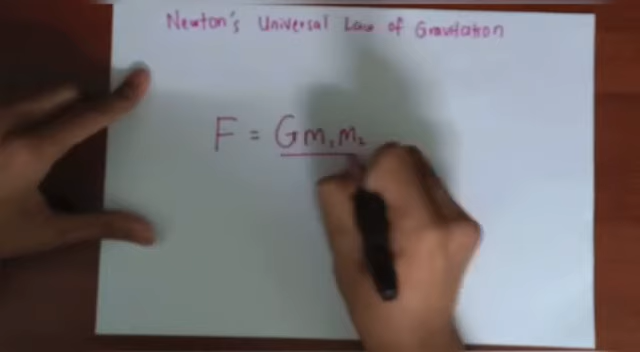 Newton's Universal Law of Gravitation
F = Gm₁m₂